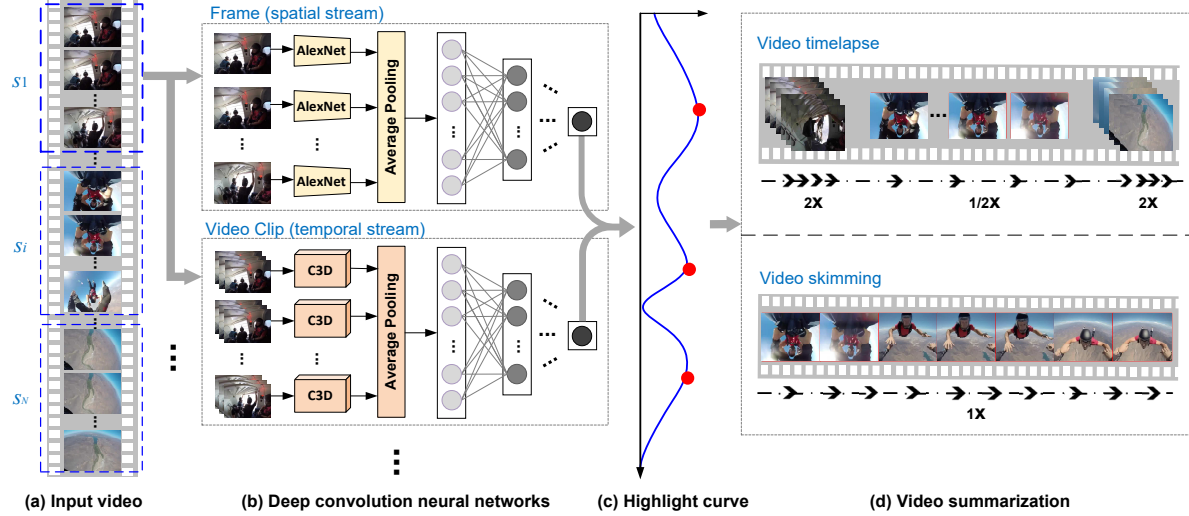 S1
Si
SN
Frame (spatial stream)
AlexNet
AlexNet
AlexNet
Average Pooling
Video Clip (temporal stream)
C3D
C3D
C3D
Average Pooling
Video timelapse
2X
1/2X
2X
Video skimming
1X
(a) Input video
(b) Deep convolution neural networks
(c) Highlight curve
(d) Video summarization